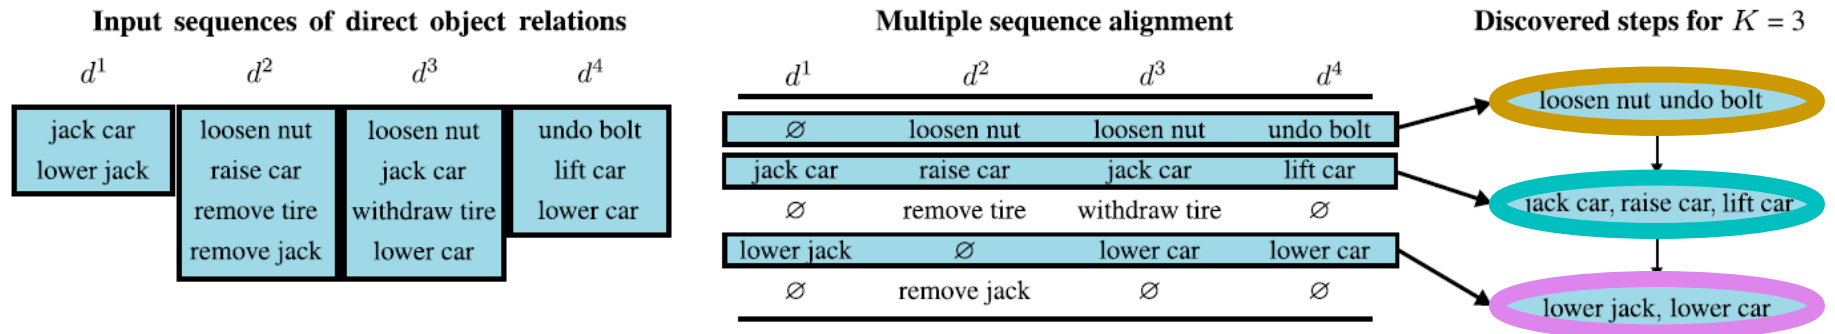 Input sequences of direct object relations
d¹ d² d³ d⁴
jack car loosen nut loosen nut undo bolt
lower jack raise car jack car lift car
remove tire withdraw tire lower car
remove jack lower car
Multiple sequence alignment
d¹ d² d³ d⁴
∅ loosen nut loosen nut undo bolt
jack car raise car jack car lift car
∅ remove tire withdraw tire ∅
lower jack ∅ lower car lower car
∅ remove jack ∅ ∅
Discovered steps for K = 3
loosen nut undo bolt
jack car, raise car, lift car
lower jack, lower car